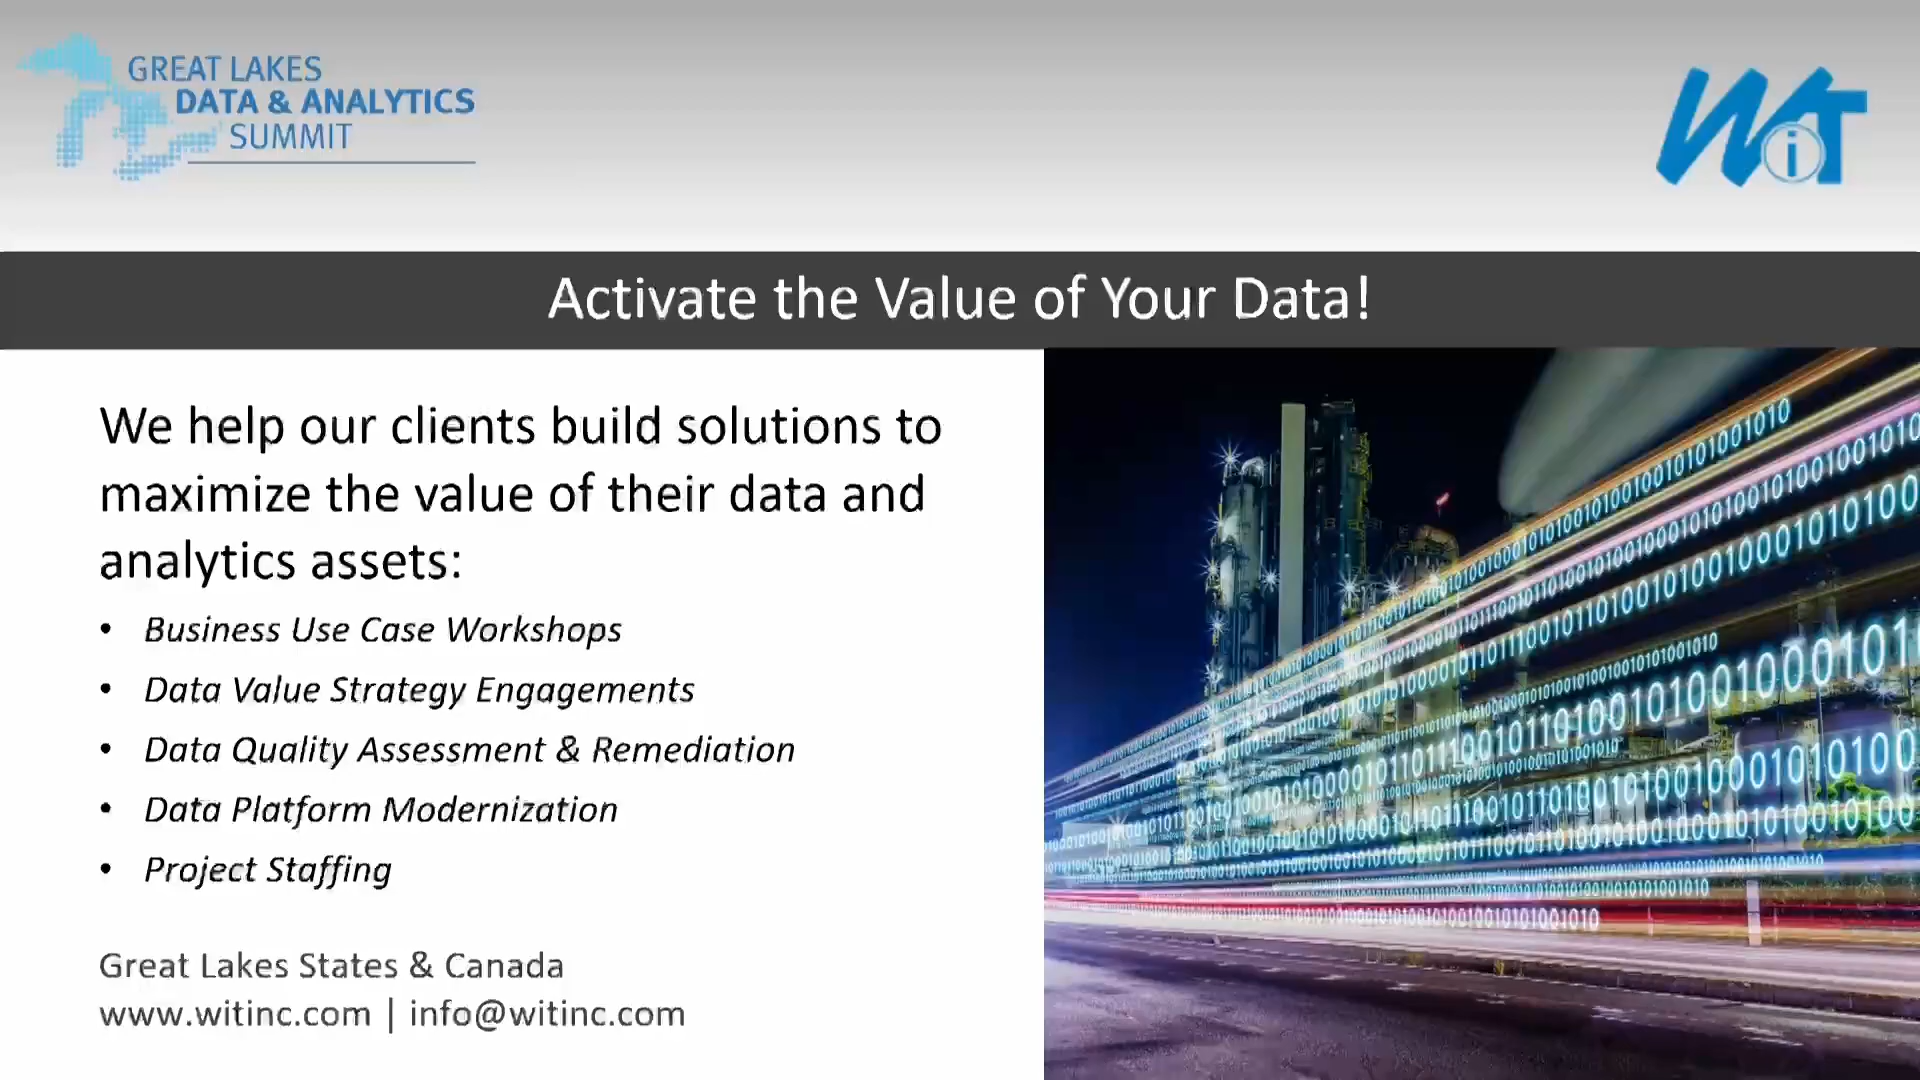 GREAT LAKES
DATA & ANALYTICS
SUMMIT
WiT
Activate the Value of Your Data!
We help our clients build solutions to
maximize the value of their data and
analytics assets:
• Business Use Case Workshops
• Data Value Strategy Engagements
• Data Quality Assessment & Remediation
• Data Platform Modernization
• Project Staffing
Great Lakes States & Canada
www.witinc.com | info@witinc.com